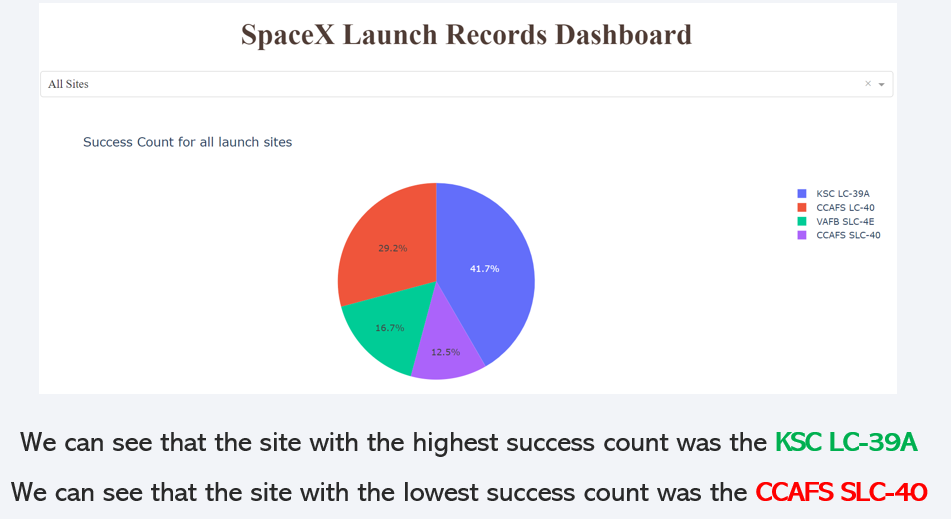 SpaceX Launch Records Dashboard
All Sites
Success Count for all launch sites
KSC LC-39A
CCAFS LC-40
VAFB SLC-4E
CCAFS SLC-40
29.2%
41.7%
16.7%
12.5%
We can see that the site with the highest success count was the KSC LC-39A
We can see that the site with the lowest success count was the CCAFS SLC-40